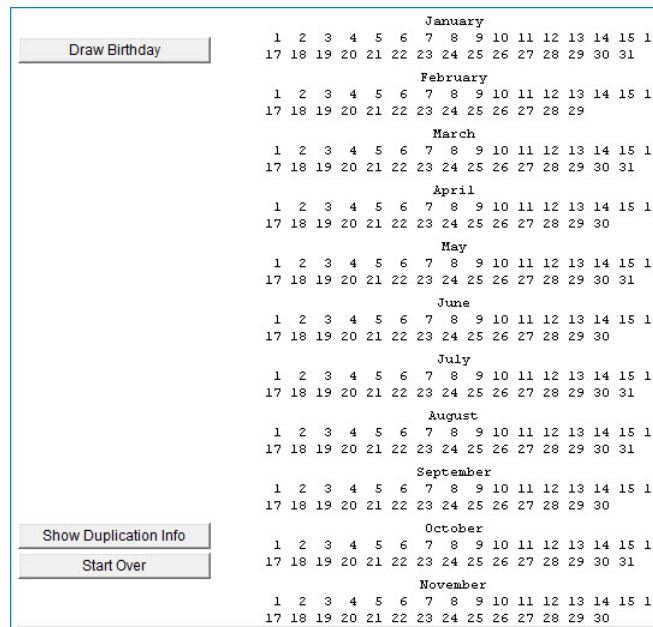 January
1 2 3 4 5 6 7 8 9 10 11 12 13 14 15 1
Draw Birthday
17 18 19 20 21 22 23 24 25 26 27 28 29 30 31
February
1 2 3 4 5 6 7 8 9 10 11 12 13 14 15 1
17 18 19 20 21 22 23 24 25 26 27 28 29
March
1 2 3 4 5 6 7 8 9 10 11 12 13 14 15 1
17 18 19 20 21 22 23 24 25 26 27 28 29 30 31
April
1 2 3 4 5 6 7 8 9 10 11 12 13 14 15 1
17 18 19 20 21 22 23 24 25 26 27 28 29 30
May
1 2 3 4 5 6 7 8 9 10 11 12 13 14 15 1
17 18 19 20 21 22 23 24 25 26 27 28 29 30 31
June
1 2 3 4 5 6 7 8 9 10 11 12 13 14 15 1
17 18 19 20 21 22 23 24 25 26 27 28 29 30
July
1 2 3 4 5 6 7 8 9 10 11 12 13 14 15 1
17 18 19 20 21 22 23 24 25 26 27 28 29 30 31
August
1 2 3 4 5 6 7 8 9 10 11 12 13 14 15 1
17 18 19 20 21 22 23 24 25 26 27 28 29 30 31
September
1 2 3 4 5 6 7 8 9 10 11 12 13 14 15 1
17 18 19 20 21 22 23 24 25 26 27 28 29 30
Show Duplication Info
October
1 2 3 4 5 6 7 8 9 10 11 12 13 14 15 1
Start Over
17 18 19 20 21 22 23 24 25 26 27 28 29 30 31
November
1 2 3 4 5 6 7 8 9 10 11 12 13 14 15 1
17 18 19 20 21 22 23 24 25 26 27 28 29 30